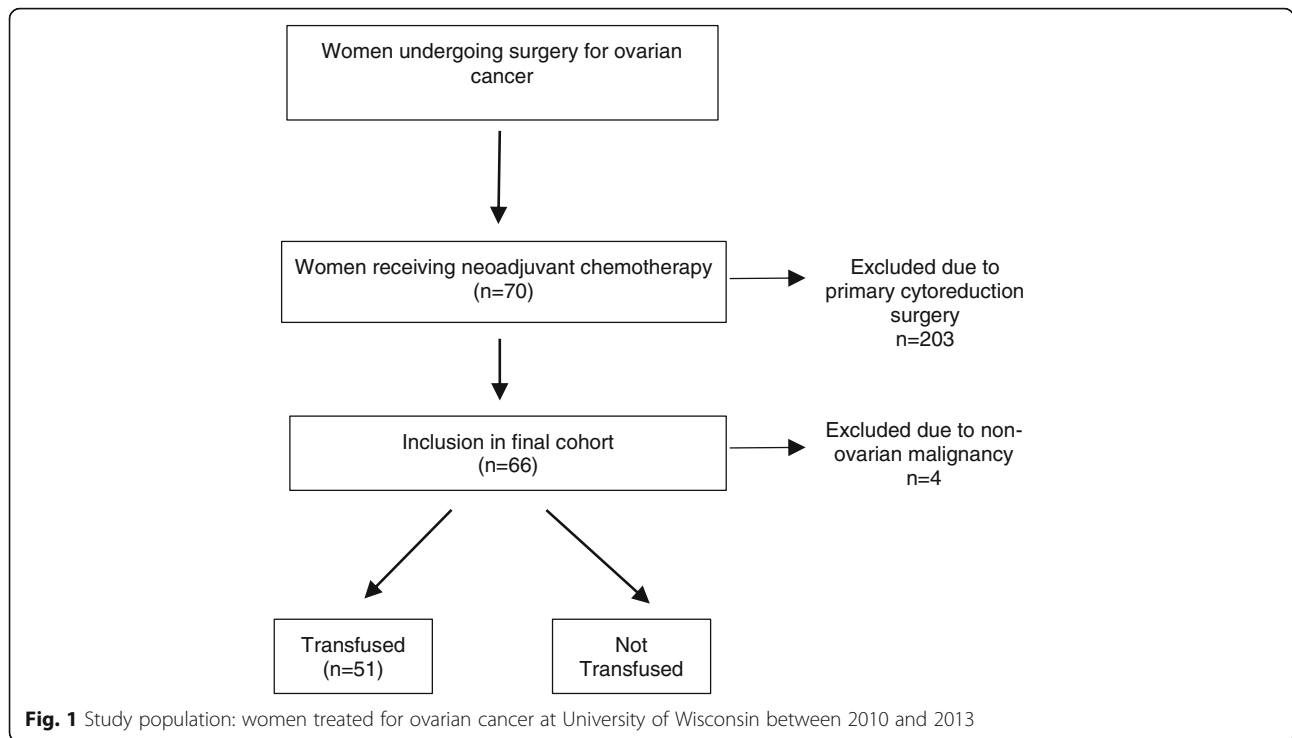 Women undergoing surgery for ovarian
cancer
Women receiving neoadjuvant chemotherapy
(n=70)
Excluded due to
primary cytoreduction
surgery
n=203
Inclusion in final cohort
(n=66)
Excluded due to non-
ovarian malignancy
n=4
Transfused
(n=51)
Not
Transfused
Fig. 1 Study population: women treated for ovarian cancer at University of Wisconsin between 2010 and 2013